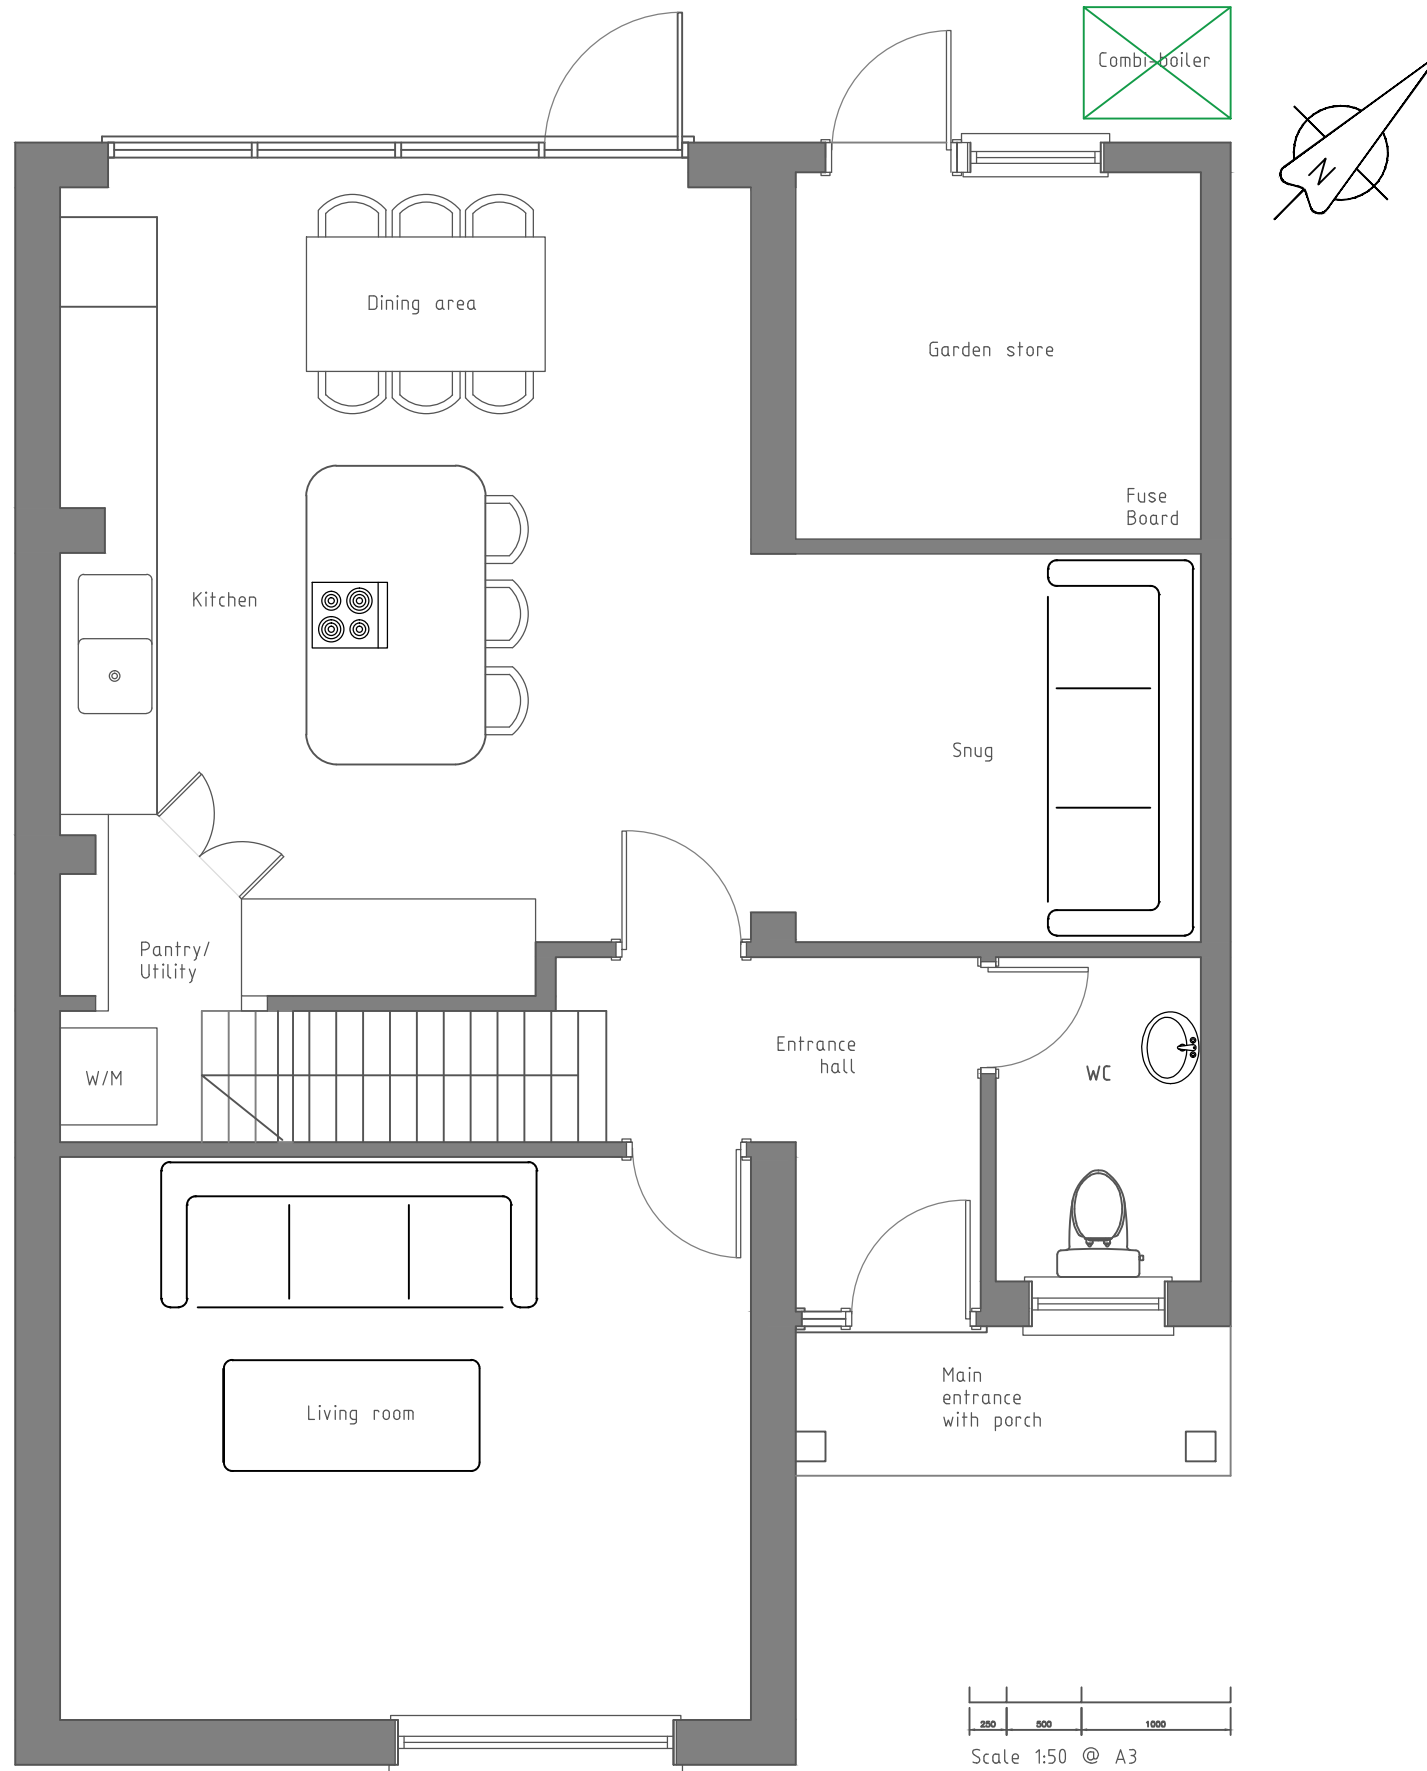 Combi-boiler
N
Dining area
Garden store
Fuse
Board
Kitchen
Snug
Pantry/
Utility
Entrance
hall
W/M
WC
Main
entrance
with porch
Living room
250 500 1000
Scale 1:50 @ A3